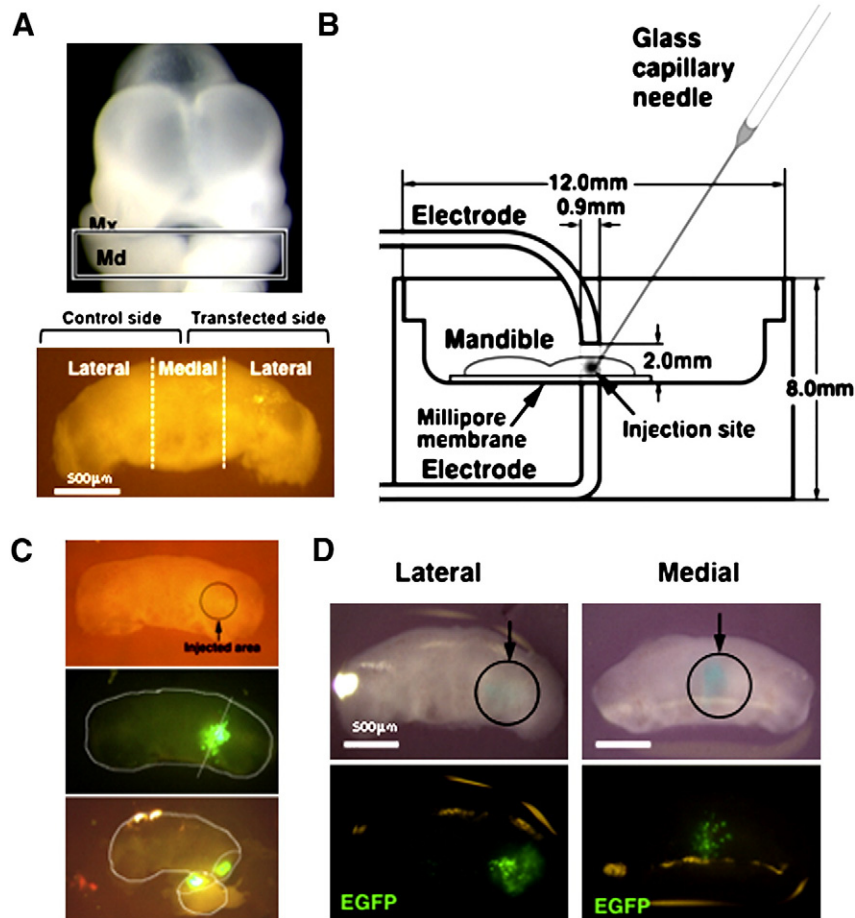 A
Mx
Md
Control side
Transfected side
Lateral
Medial
Lateral
500μm
B
Glass
capillary
needle
12.0mm
0.9mm
Electrode
Mandible
2.0mm
8.0mm
Millipore
membrane
Injection site
Electrode
C
Injected area
D
Lateral
Medial
500μm
EGFP
EGFP